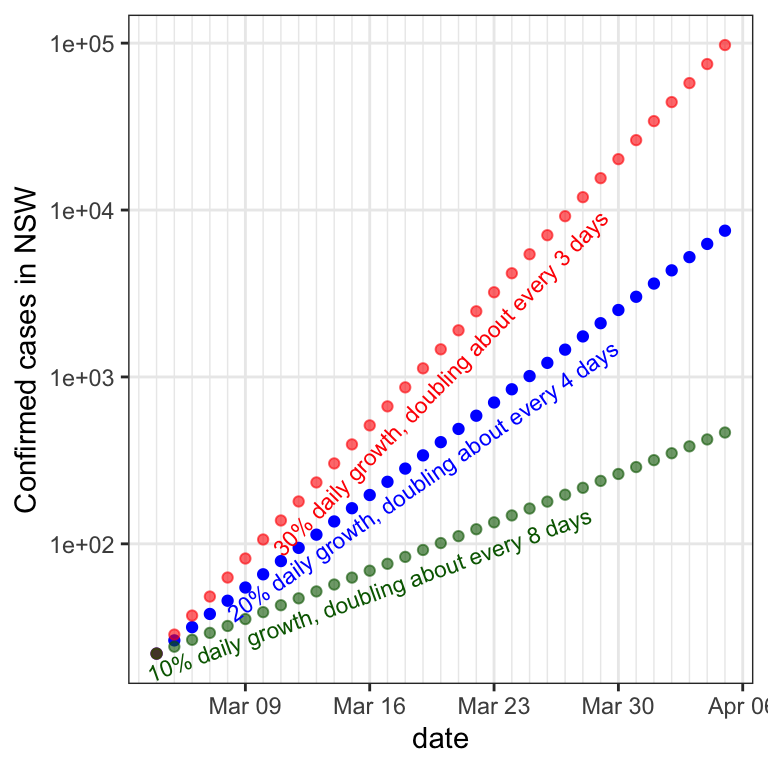 Confirmed cases in NSW
1e+05
1e+04
1e+03
1e+02
30% daily growth, doubling about every 3 days
20% daily growth, doubling about every 4 days
10% daily growth, doubling about every 8 days
Mar 09
Mar 16
Mar 23
Mar 30
Apr 06
date